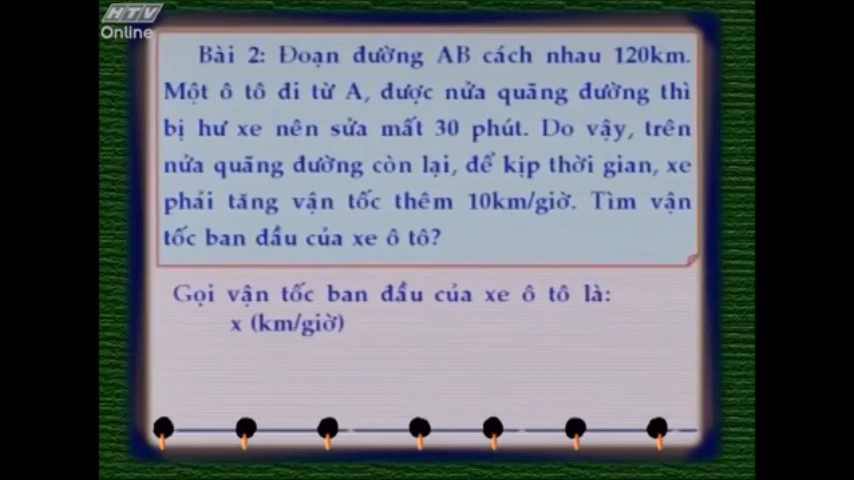 HTV
Online
Bài 2: Đoạn đường AB cách nhau 120km.
Một ô tô đi từ A, được nửa quãng đường thì
bị hư xe nên sửa mất 30 phút. Do vậy, trên
nửa quãng đường còn lại, để kịp thời gian, xe
phải tăng vận tốc thêm 10km/giờ. Tìm vận
tốc ban đầu của xe ô tô?
Gọi vận tốc ban đầu của xe ô tô là:
x (km/giờ)